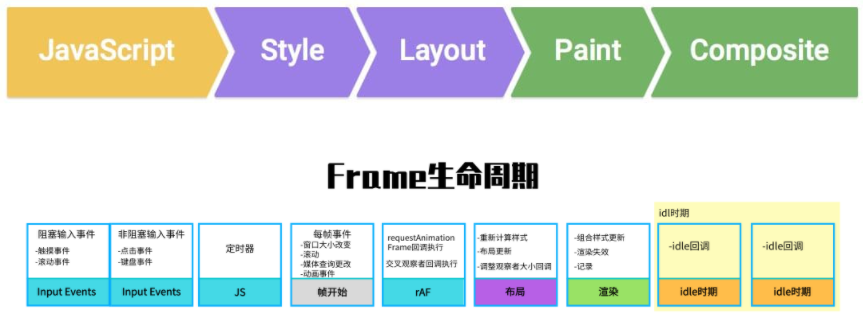 JavaScript
Style
Layout
Paint
Composite
Frame生命周期
阻塞输入事件
-触摸事件
-滚动事件
Input Events
非阻塞输入事件
-点击事件
-键盘事件
Input Events
定时器
JS
每帧事件
-窗口大小改变
-滚动
-媒体查询更改
-动画事件
帧开始
requestAnimation
Frame回调执行
交叉观察者回调执行
rAF
-重新计算样式
-布局更新
-调整观察者大小回调
布局
-组合样式更新
-渲染失效
-记录
渲染
idl时期
-idle回调
idle时期
-idle回调
idle时期